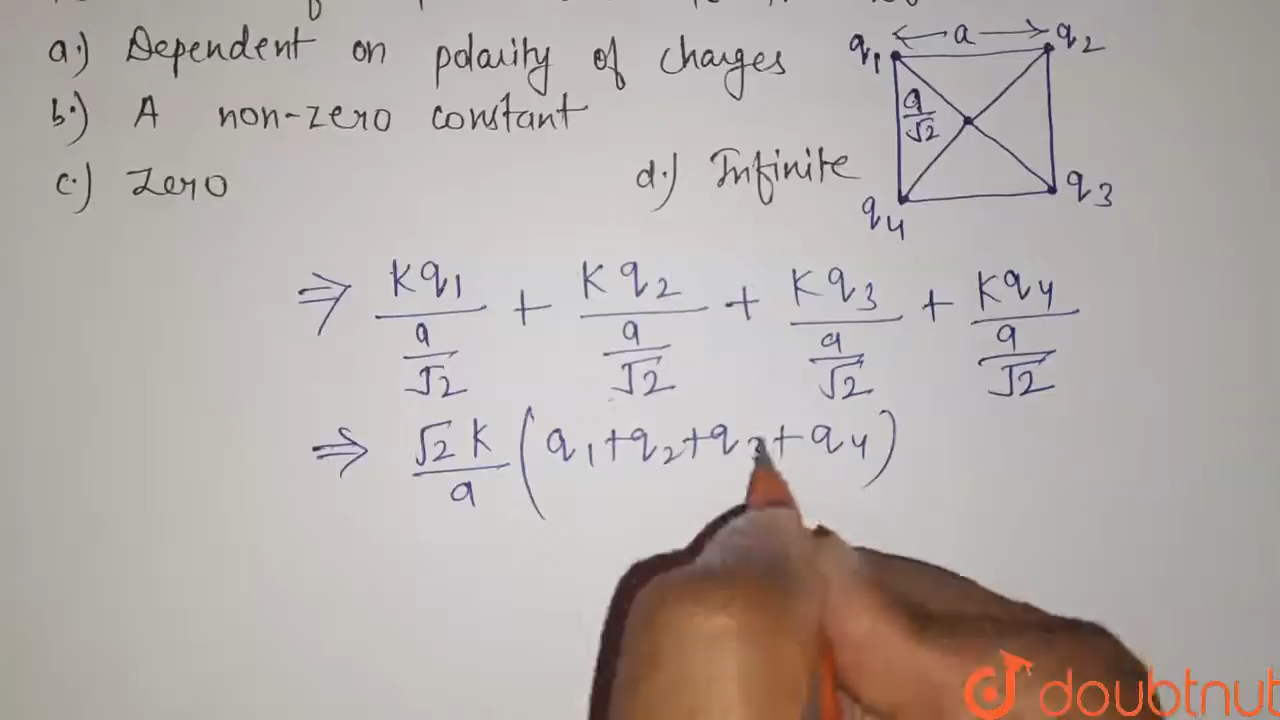 a.) Dependent on polarity of charges
b.) A non-zero constant
c.) Zero d.) Infinite
q1 a q2
a/√2
q4 q3
⇒ Kq1/(a/√2) + Kq2/(a/√2) + Kq3/(a/√2) + Kq4/(a/√2)
⇒ √2 K/a (q1+q2+q3+q4)
doubtnut